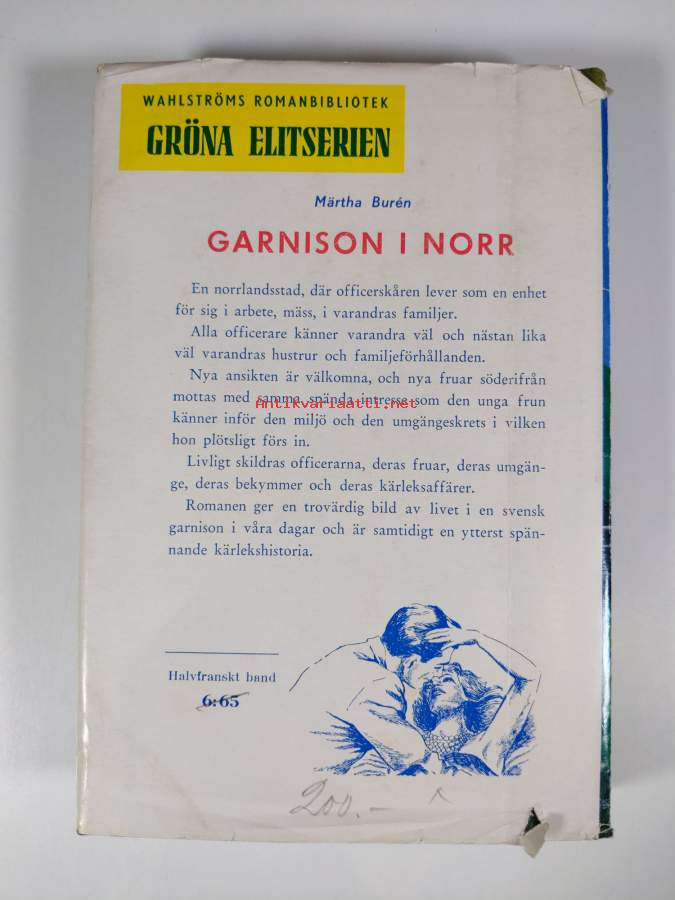 WAHLSTRÖMS ROMANBIBLIOTEK
GRÖNA ELITSERIEN
Märtha Burén
GARNISON I NORR
En norrlandsstad, där officerskåren lever som en enhet
för sig i arbete, mäss, i varandras familjer.
Alla officerare känner varandra väl och nästan lika
väl varandras hustrur och familjeförhållanden.
Nya ansikten är välkomna, och nya fruar söderifrån
mottas med samma spända intresse som den unga frun
Antikvariaatti.net
känner inför den miljö och den umgängeskrets i vilken
hon plötsligt förs in.
Livligt skildras officerarna, deras fruar, deras umgän-
ge, deras bekymmer och deras kärleksaffärer.
Romanen ger en trovärdig bild av livet i en svensk
garnison i våra dagar och är samtidigt en ytterst spän-
nande kärlekshistoria.
Halvfranskt band
6:65
200.-